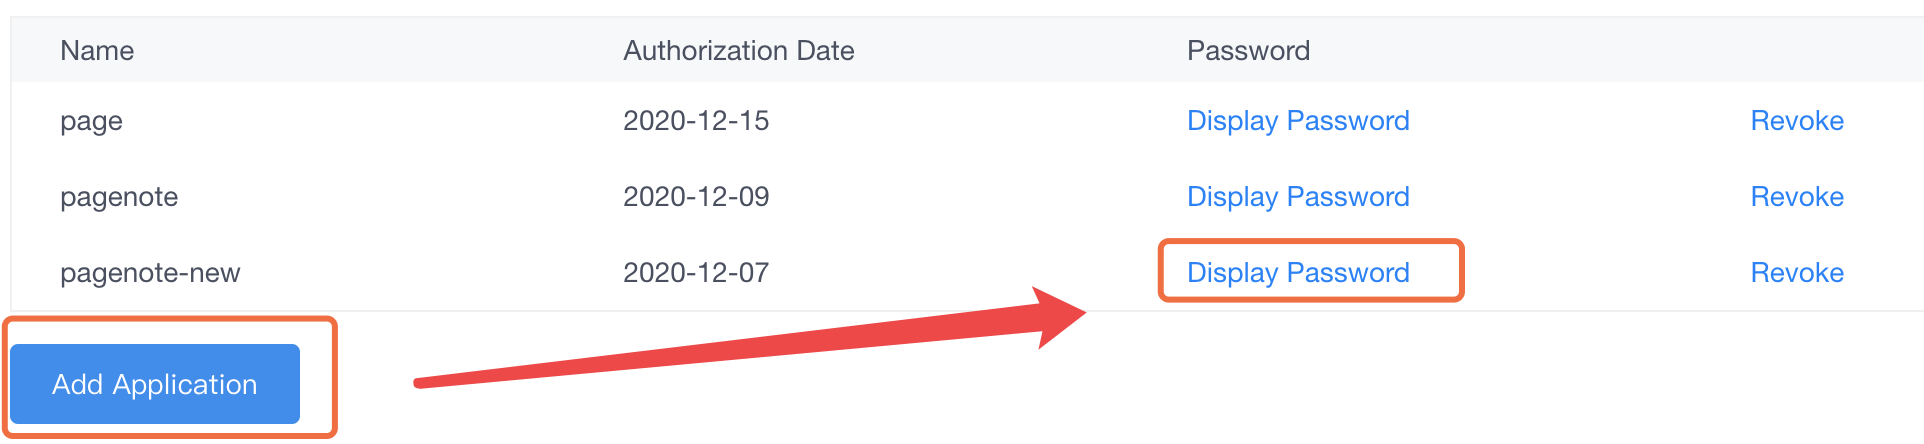 Name Authorization Date Password
page 2020-12-15 Display Password Revoke
pagenote 2020-12-09 Display Password Revoke
pagenote-new 2020-12-07 Display Password Revoke
Add Application